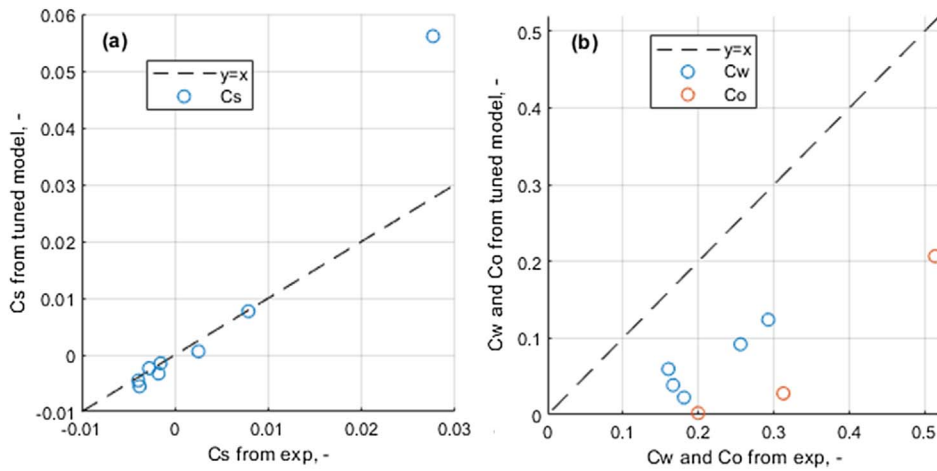 (a)
y=x
Cs
0.06
0.05
0.04
0.03
0.02
0.01
0
-0.01
-0.01
0
0.01
0.02
0.03
Cs from tuned model, -
Cs from exp, -
(b)
y=x
Cw
Co
0.5
0.4
0.3
0.2
0.1
0
0
0.1
0.2
0.3
0.4
0.5
Cw and Co from tuned model, -
Cw and Co from exp, -